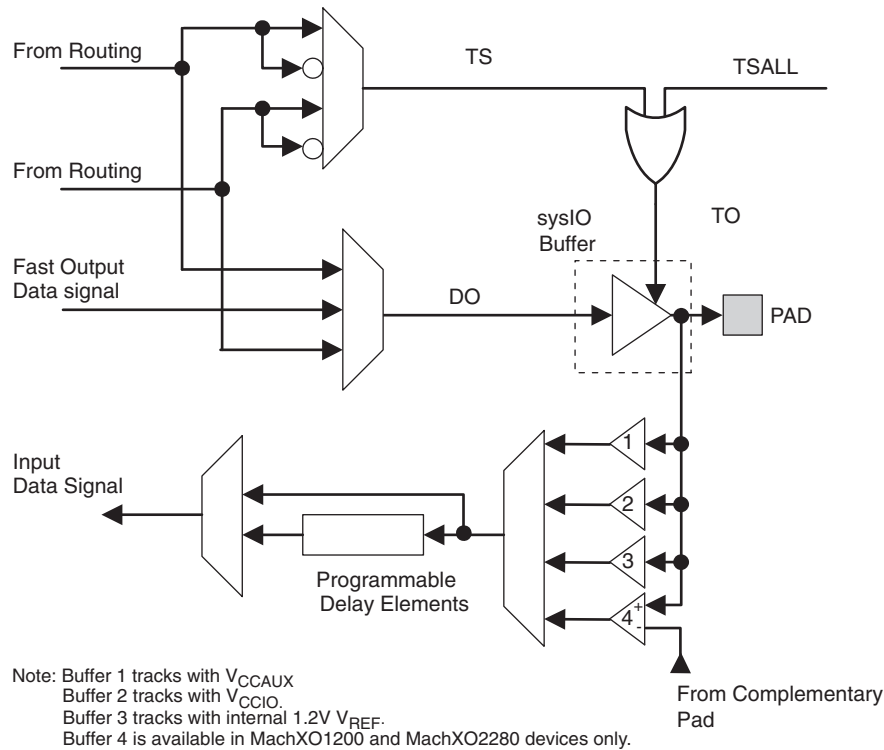 From Routing
TS
TSALL
From Routing
sysIO
Buffer
TO
Fast Output
Data signal
DO
PAD
Input
Data Signal
1
2
3
4
+
-
Programmable
Delay Elements
From Complementary
Pad
Note: Buffer 1 tracks with VCCAUX
Buffer 2 tracks with VCCIO.
Buffer 3 tracks with internal 1.2V VREF.
Buffer 4 is available in MachXO1200 and MachXO2280 devices only.